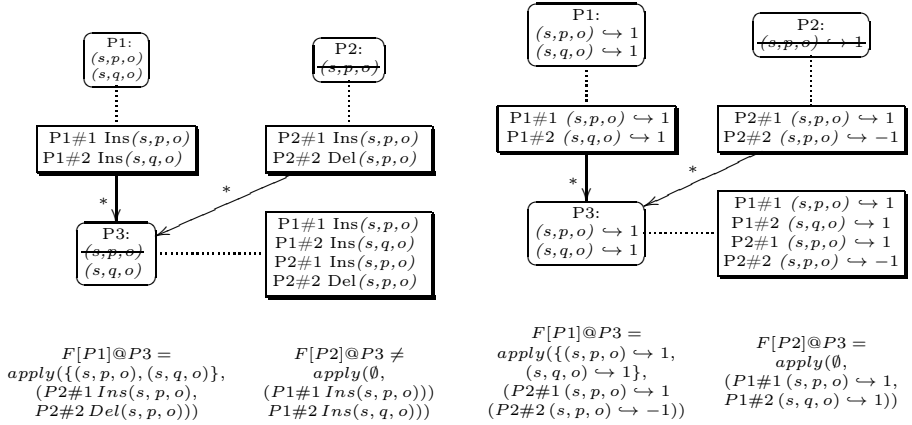 P1:
(s,p,o)
(s,q,o)
P2:
(s,p,o)
P1#1 Ins(s,p,o)
P1#2 Ins(s,q,o)
P2#1 Ins(s,p,o)
P2#2 Del(s,p,o)
*
*
P3:
(s,p,o)
(s,q,o)
P1#1 Ins(s,p,o)
P1#2 Ins(s,q,o)
P2#1 Ins(s,p,o)
P2#2 Del(s,p,o)
F[P1]@P3 =
apply({(s, p, o), (s, q, o)},
(P2#1 Ins(s, p, o),
P2#2 Del(s, p, o)))
F[P2]@P3 ≠
apply(∅,
(P1#1 Ins(s, p, o)))
P1#2 Ins(s, q, o)))
P1:
(s,p,o) ↪ 1
(s,q,o) ↪ 1
P2:
(s,p,o) ↪ 1
P1#1 (s,p,o) ↪ 1
P1#2 (s,q,o) ↪ 1
P2#1 (s,p,o) ↪ 1
P2#2 (s,p,o) ↪ −1
*
*
P3:
(s,p,o) ↪ 1
(s,q,o) ↪ 1
P1#1 (s,p,o) ↪ 1
P1#2 (s,q,o) ↪ 1
P2#1 (s,p,o) ↪ 1
P2#2 (s,p,o) ↪ −1
F[P1]@P3 =
apply({(s, p, o) ↪ 1,
(s, q, o) ↪ 1},
(P2#1 (s, p, o) ↪ 1
(P2#2 (s, p, o) ↪ −1))
F[P2]@P3 =
apply(∅,
(P1#1 (s, p, o) ↪ 1,
P1#2 (s, q, o) ↪ 1))